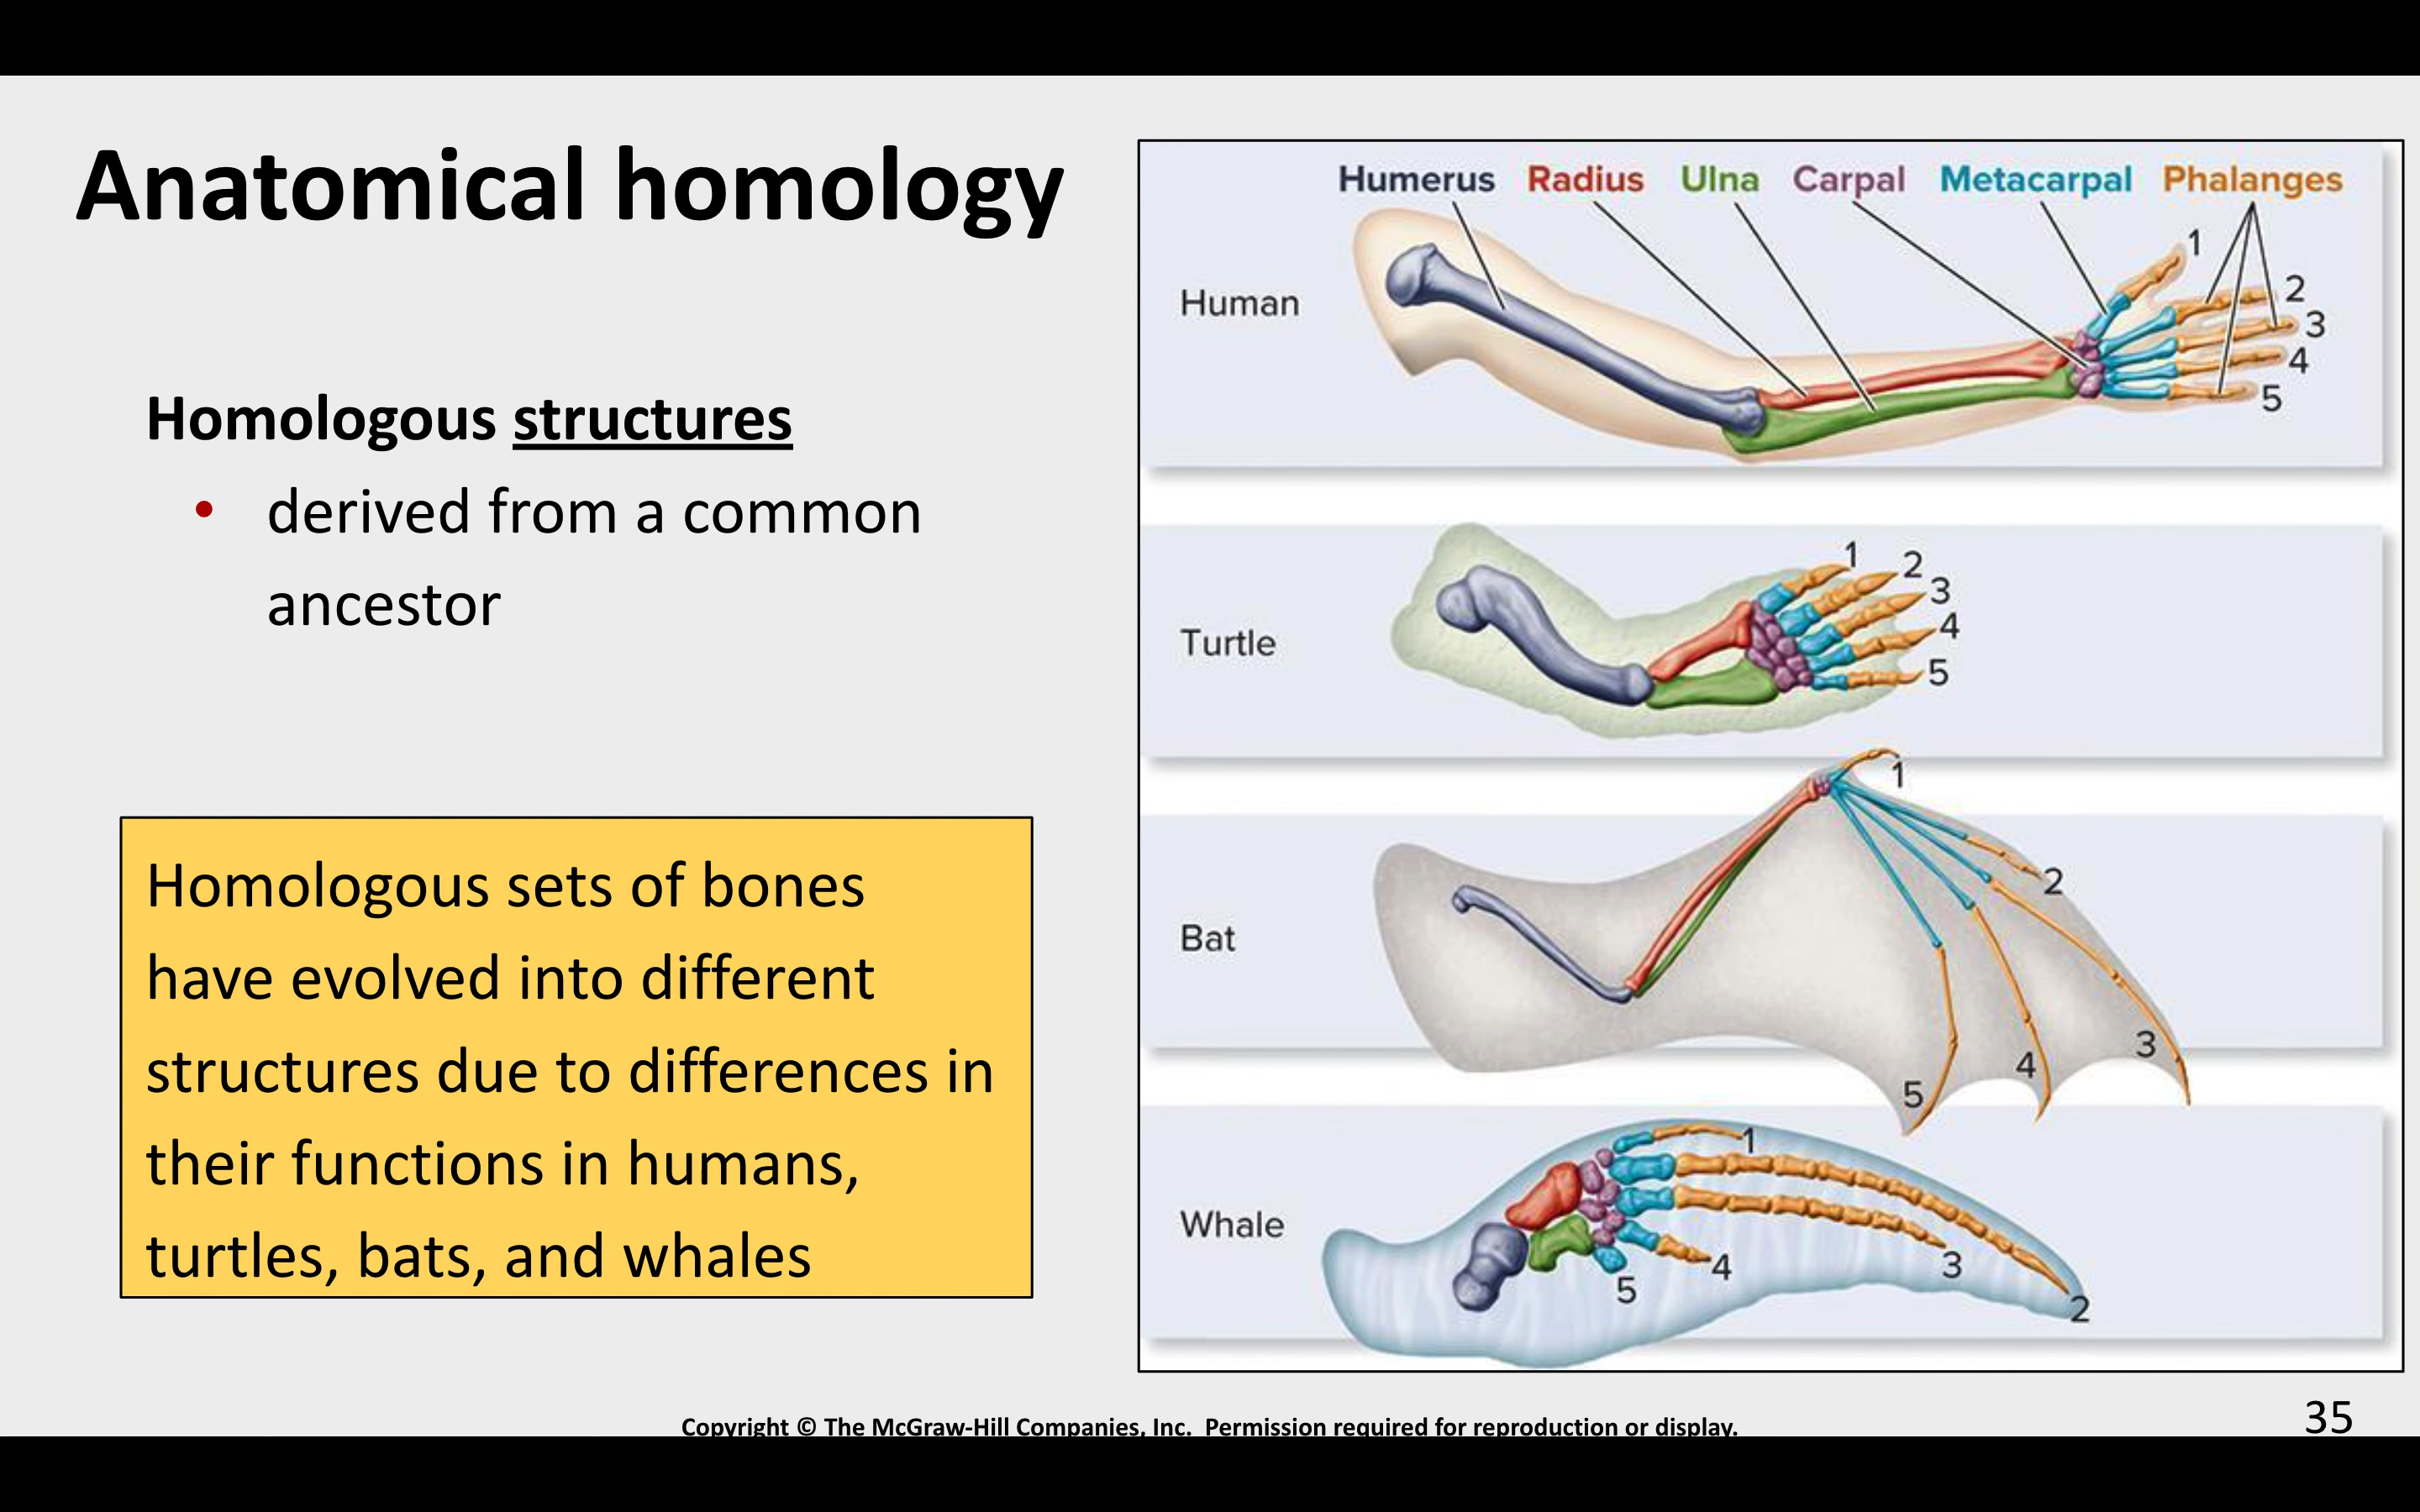 Anatomical homology
Homologous structures
• derived from a common
ancestor
Homologous sets of bones
have evolved into different
structures due to differences in
their functions in humans,
turtles, bats, and whales
Humerus Radius Ulna Carpal Metacarpal Phalanges
Human
1
2
3
4
5
Turtle
1
2
3
4
5
Bat
1
2
3
4
5
Whale
1
2
3
4
5
Copyright © The McGraw-Hill Companies, Inc. Permission required for reproduction or display.
35